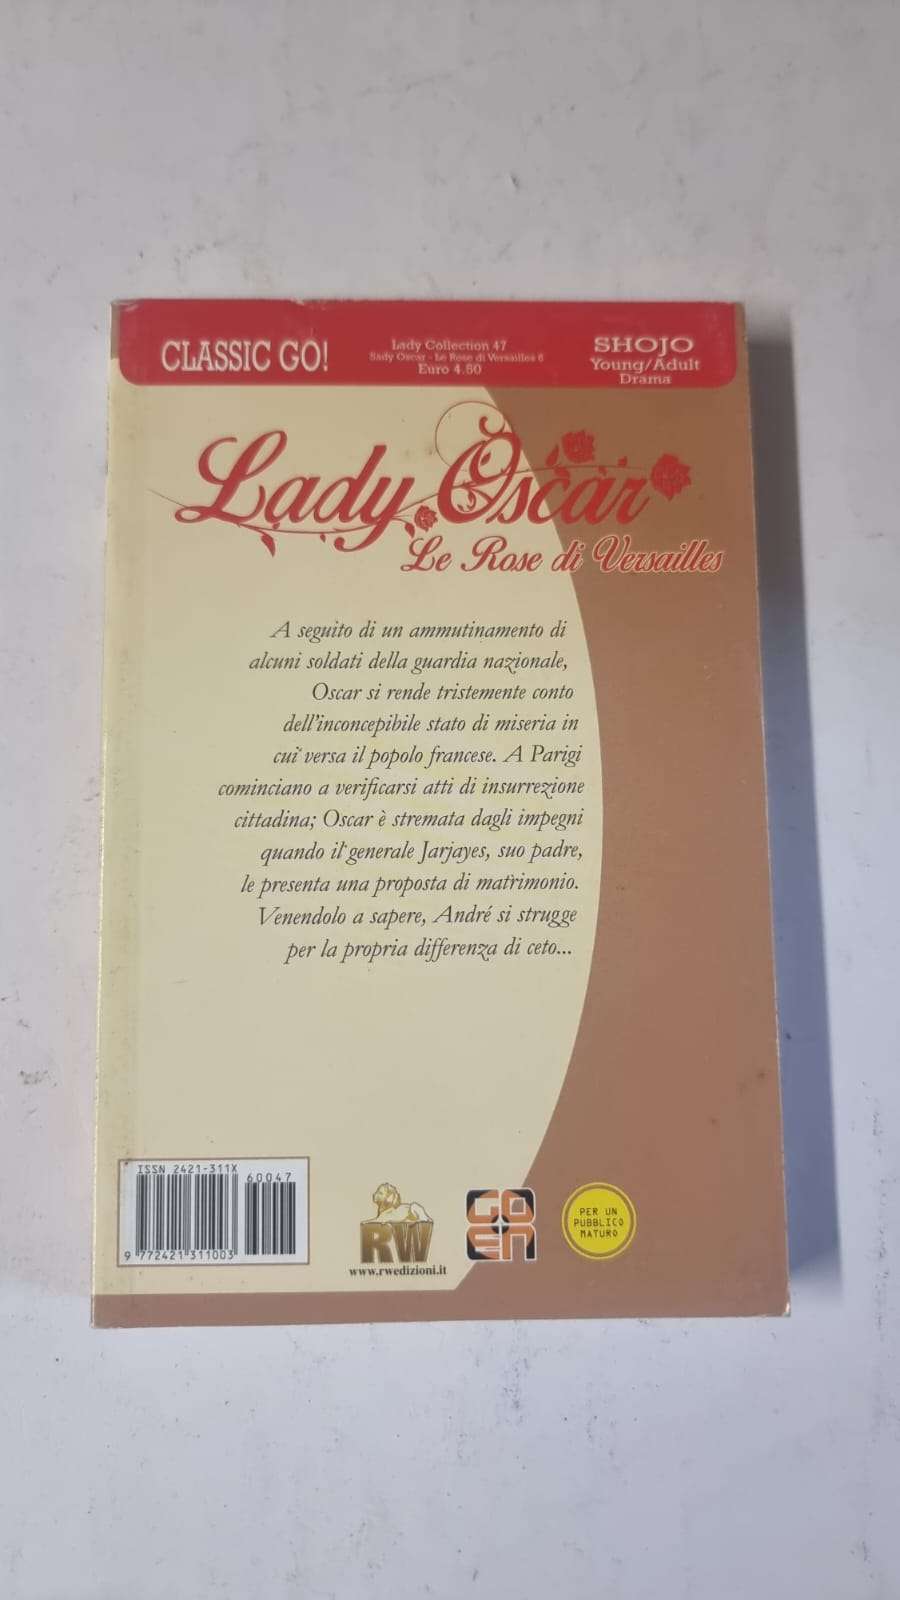 CLASSIC GO!
Lady Collection 47
Sady Oscar - Le Rose di Versailles 6
Euro 4.50
SHOJO
Young/Adult
Drama
Lady Oscar
Le Rose di Versailles
A seguito di un ammutinamento di
alcuni soldati della guardia nazionale,
Oscar si rende tristemente conto
dell'inconcepibile stato di miseria in
cui versa il popolo francese. A Parigi
cominciano a verificarsi atti di insurrezione
cittadina; Oscar è stremata dagli impegni
quando il generale Jarjayes, suo padre,
le presenta una proposta di matrimonio.
Venendolo a sapere, André si strugge
per la propria differenza di ceto...
ISSN 2421-311X
60047
9 772421 311003
RW
www.rwedizioni.it
GOEN
PER UN
PUBBLICO
MATURO